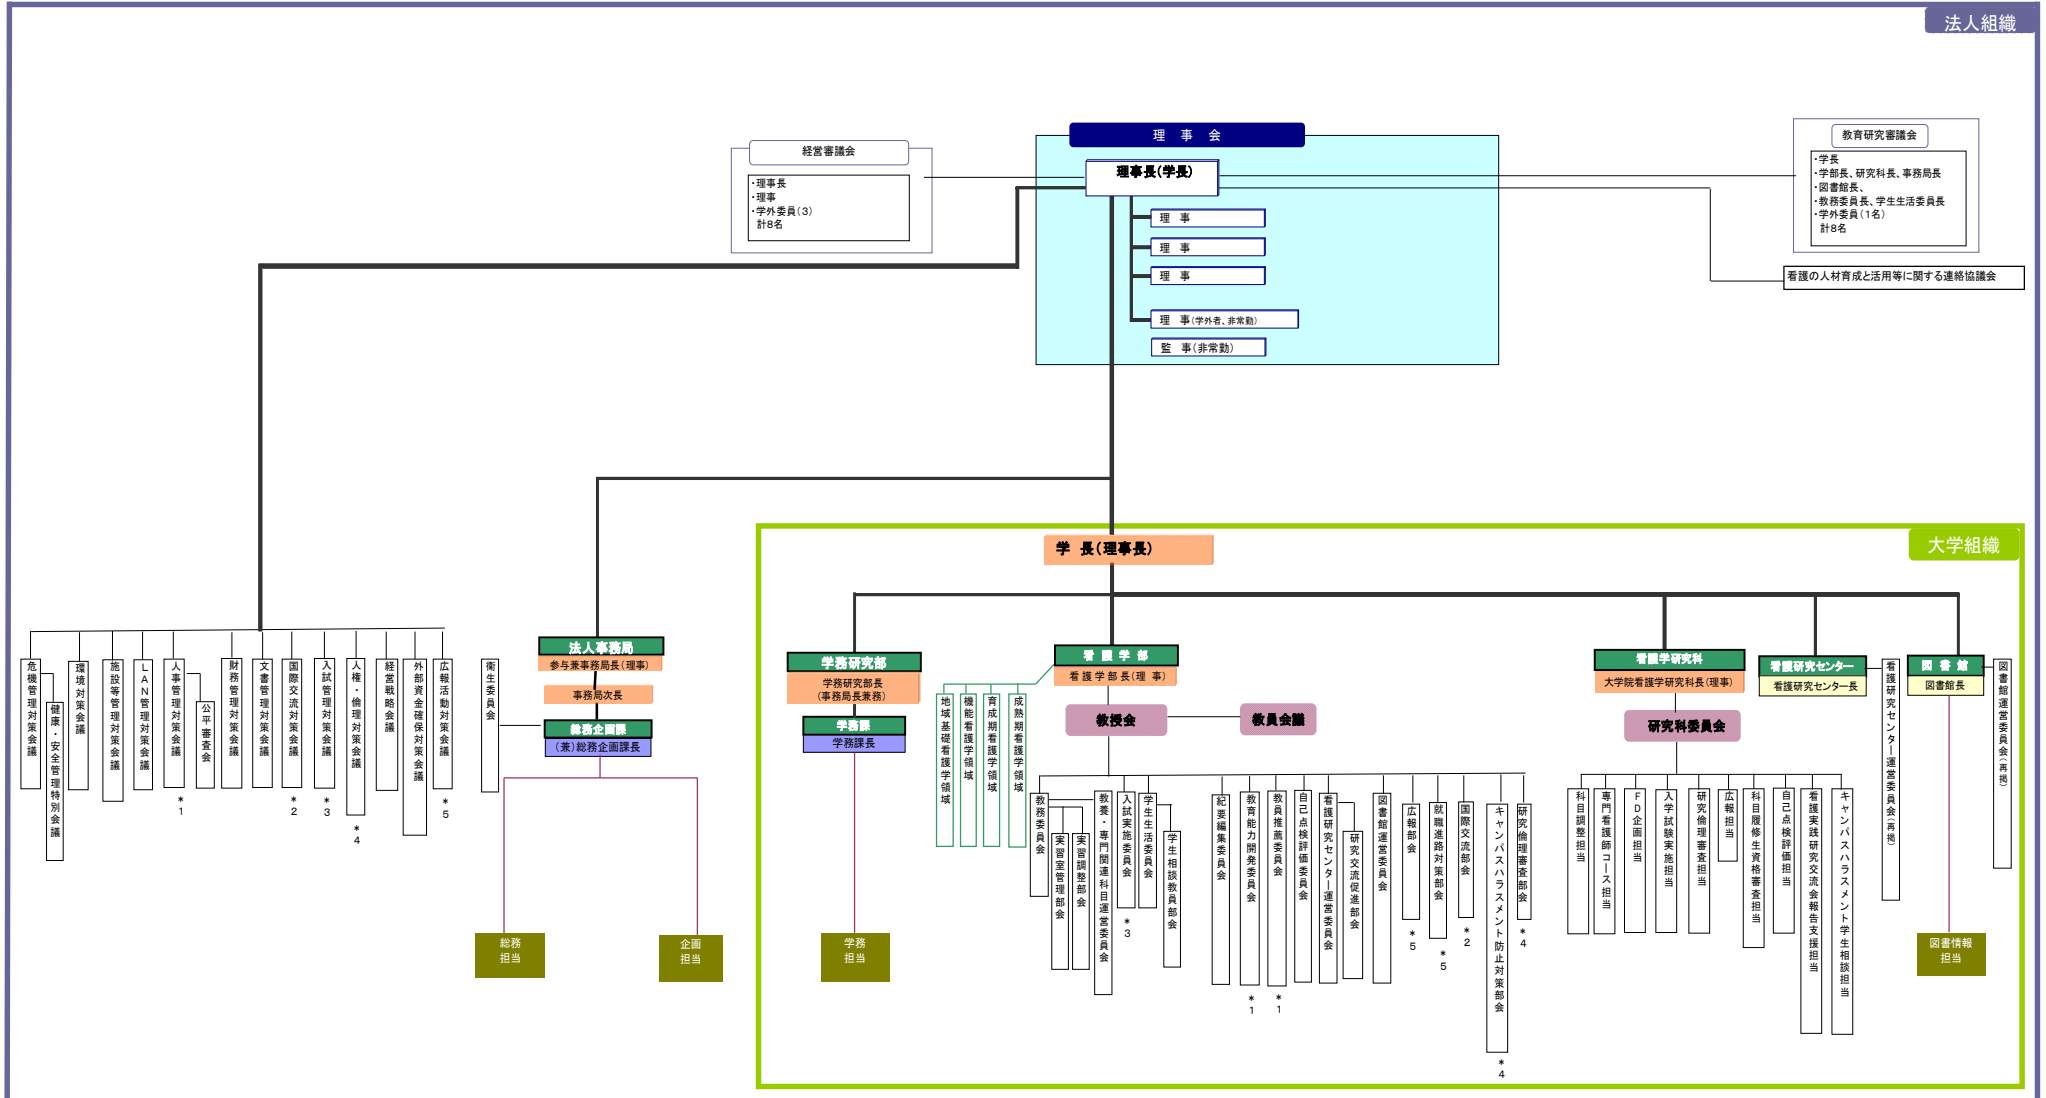 法人組織
理　事　会
理事長(学長)
理　事
理　事
理　事
理　事(学外者、非常勤)
監　事(非常勤)
経営審議会
・理事長
・理事
・学外委員(3)
計8名
教育研究審議会
・学長
・学部長、研究科長、事務局長
・図書館長、
・教務委員長、学生生活委員長
・学外委員(1名)
計8名
看護の人材育成と活用等に関する連絡協議会
大学組織
学　長(理事長)
危機管理対策会議
健康・安全管理特別会議
環境対策会議
施設等管理対策会議
LAN管理対策会議
人事管理対策会議
*1
公平審査会
財務管理対策会議
文書管理対策会議
国際交流対策会議
*2
入試管理対策会議
*3
人権・倫理対策会議
*4
経営戦略会議
外部資金確保対策会議
広報活動対策会議
*5
衛生委員会
法人事務局
参与兼事務局長(理事)
事務局次長
総務企画課
(兼)総務企画課長
総務
担当
企画
担当
学務研究部
学務研究部長
(事務局長兼務)
学務課
学務課長
学務
担当
看 護 学 部
看護学部長(理 事)
教授会
教員会議
地域基礎看護学領域
機能看護学領域
育成期看護学領域
成熟期看護学領域
教務委員会
実習室管理部会
実習調整部会
教養・専門関連科目運営委員会
入試実施委員会
*3
学生生活委員会
学生相談教員部会
紀要編集委員会
教育能力開発委員会
*1
教員推薦委員会
*1
自己点検評価委員会
看護研究センター運営委員会
研究交流促進部会
図書館運営委員会
広報部会
*5
就職進路対策部会
*5
国際交流部会
*2
キャンパスハラスメント防止対策部会
*4
研究倫理審査部会
*4
看護学研究科
大学院看護学研究科長(理事)
研究科委員会
科目調整担当
専門看護師コース担当
FD企画担当
入学試験実施担当
研究倫理審査担当
広報担当
科目履修生資格審査担当
自己点検評価担当
看護実践研究交流会報告支援担当
キャンパスハラスメント学生相談担当
看護研究センター
看護研究センター長
看護研究センター運営委員会(再掲)
図 書 館
図書館長
図書館運営委員会(再掲)
図書情報
担当